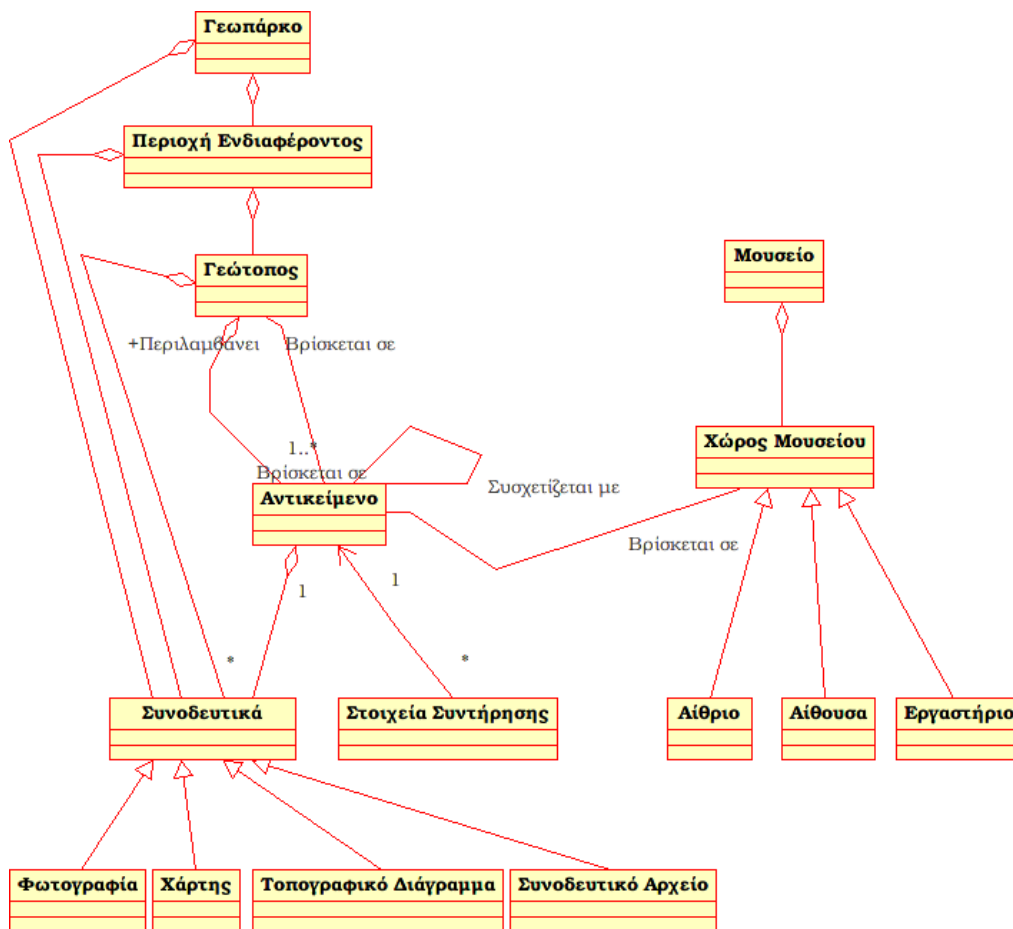 Γεωπάρκο
Περιοχή Ενδιαφέροντος
Γεώτοπος
Μουσείο
+Περιλαμβάνει
Βρίσκεται σε
1..*
Βρίσκεται σε
Αντικείμενο
Συσχετίζεται με
Χώρος Μουσείου
Βρίσκεται σε
1
1
*
*
Συνοδευτικά
Στοιχεία Συντήρησης
Αίθριο
Αίθουσα
Εργαστήριο
Φωτογραφία
Χάρτης
Τοπογραφικό Διάγραμμα
Συνοδευτικό Αρχείο